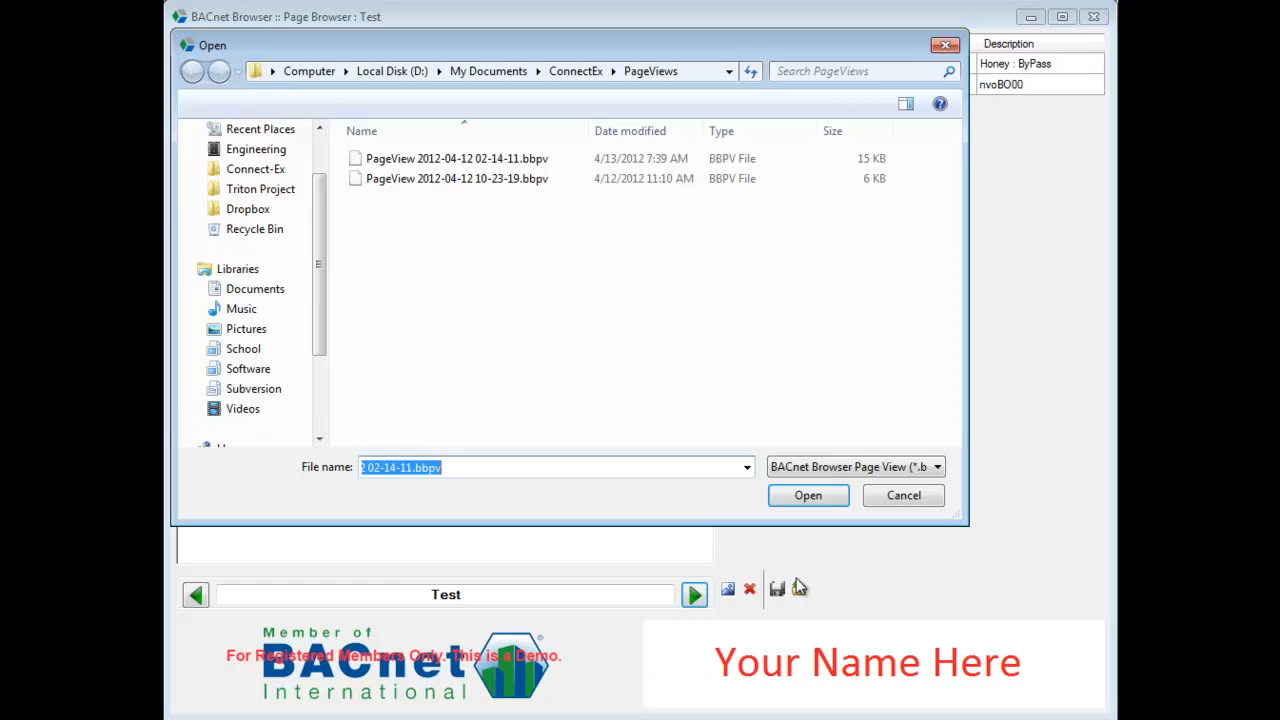 BACnet Browser :: Page Browser : Test
Open
Description
Honey : ByPass
nvoBO00
Computer
Local Disk (D:)
My Documents
ConnectEx
PageViews
Search PageViews
Name
Date modified
Type
Size
PageView 2012-04-12 02-14-11.bbpv
4/13/2012 7:39 AM
BBPV File
15 KB
PageView 2012-04-12 10-23-19.bbpv
4/12/2012 11:10 AM
BBPV File
6 KB
Recent Places
Engineering
Connect-Ex
Triton Project
Dropbox
Recycle Bin
Libraries
Documents
Music
Pictures
School
Software
Subversion
Videos
File name:
2 02-14-11.bbpv
BACnet Browser Page View (*.b
Open
Cancel
Test
Member of
BACnet
International
®
For Registered Members Only. This is a Demo.
Your Name Here